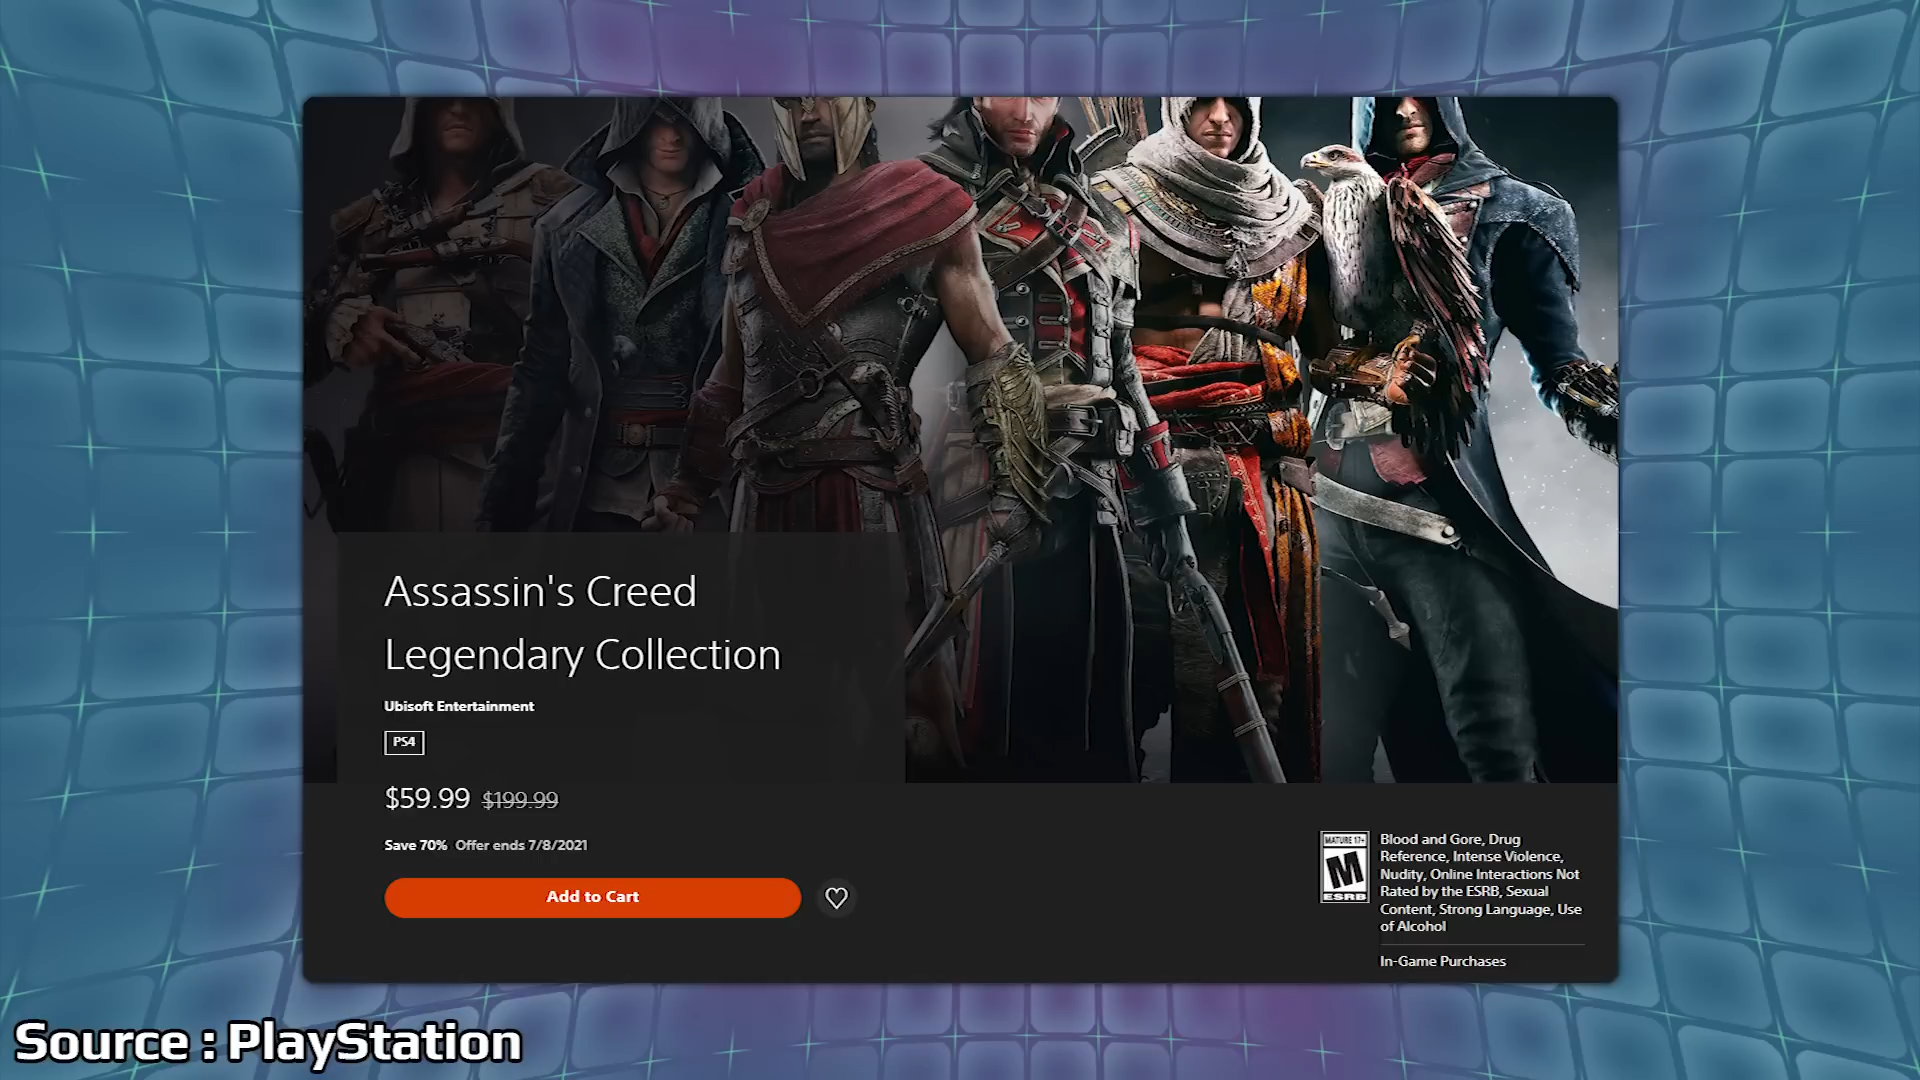 Assassin's Creed
Legendary Collection
Ubisoft Entertainment
PS4
$59.99 $199.99
Save 70% Offer ends 7/8/2021
Add to Cart
MATURE 17+
M
ESRB
Blood and Gore, Drug
Reference, Intense Violence,
Nudity, Online Interactions Not
Rated by the ESRB, Sexual
Content, Strong Language, Use
of Alcohol
In-Game Purchases
Source : PlayStation